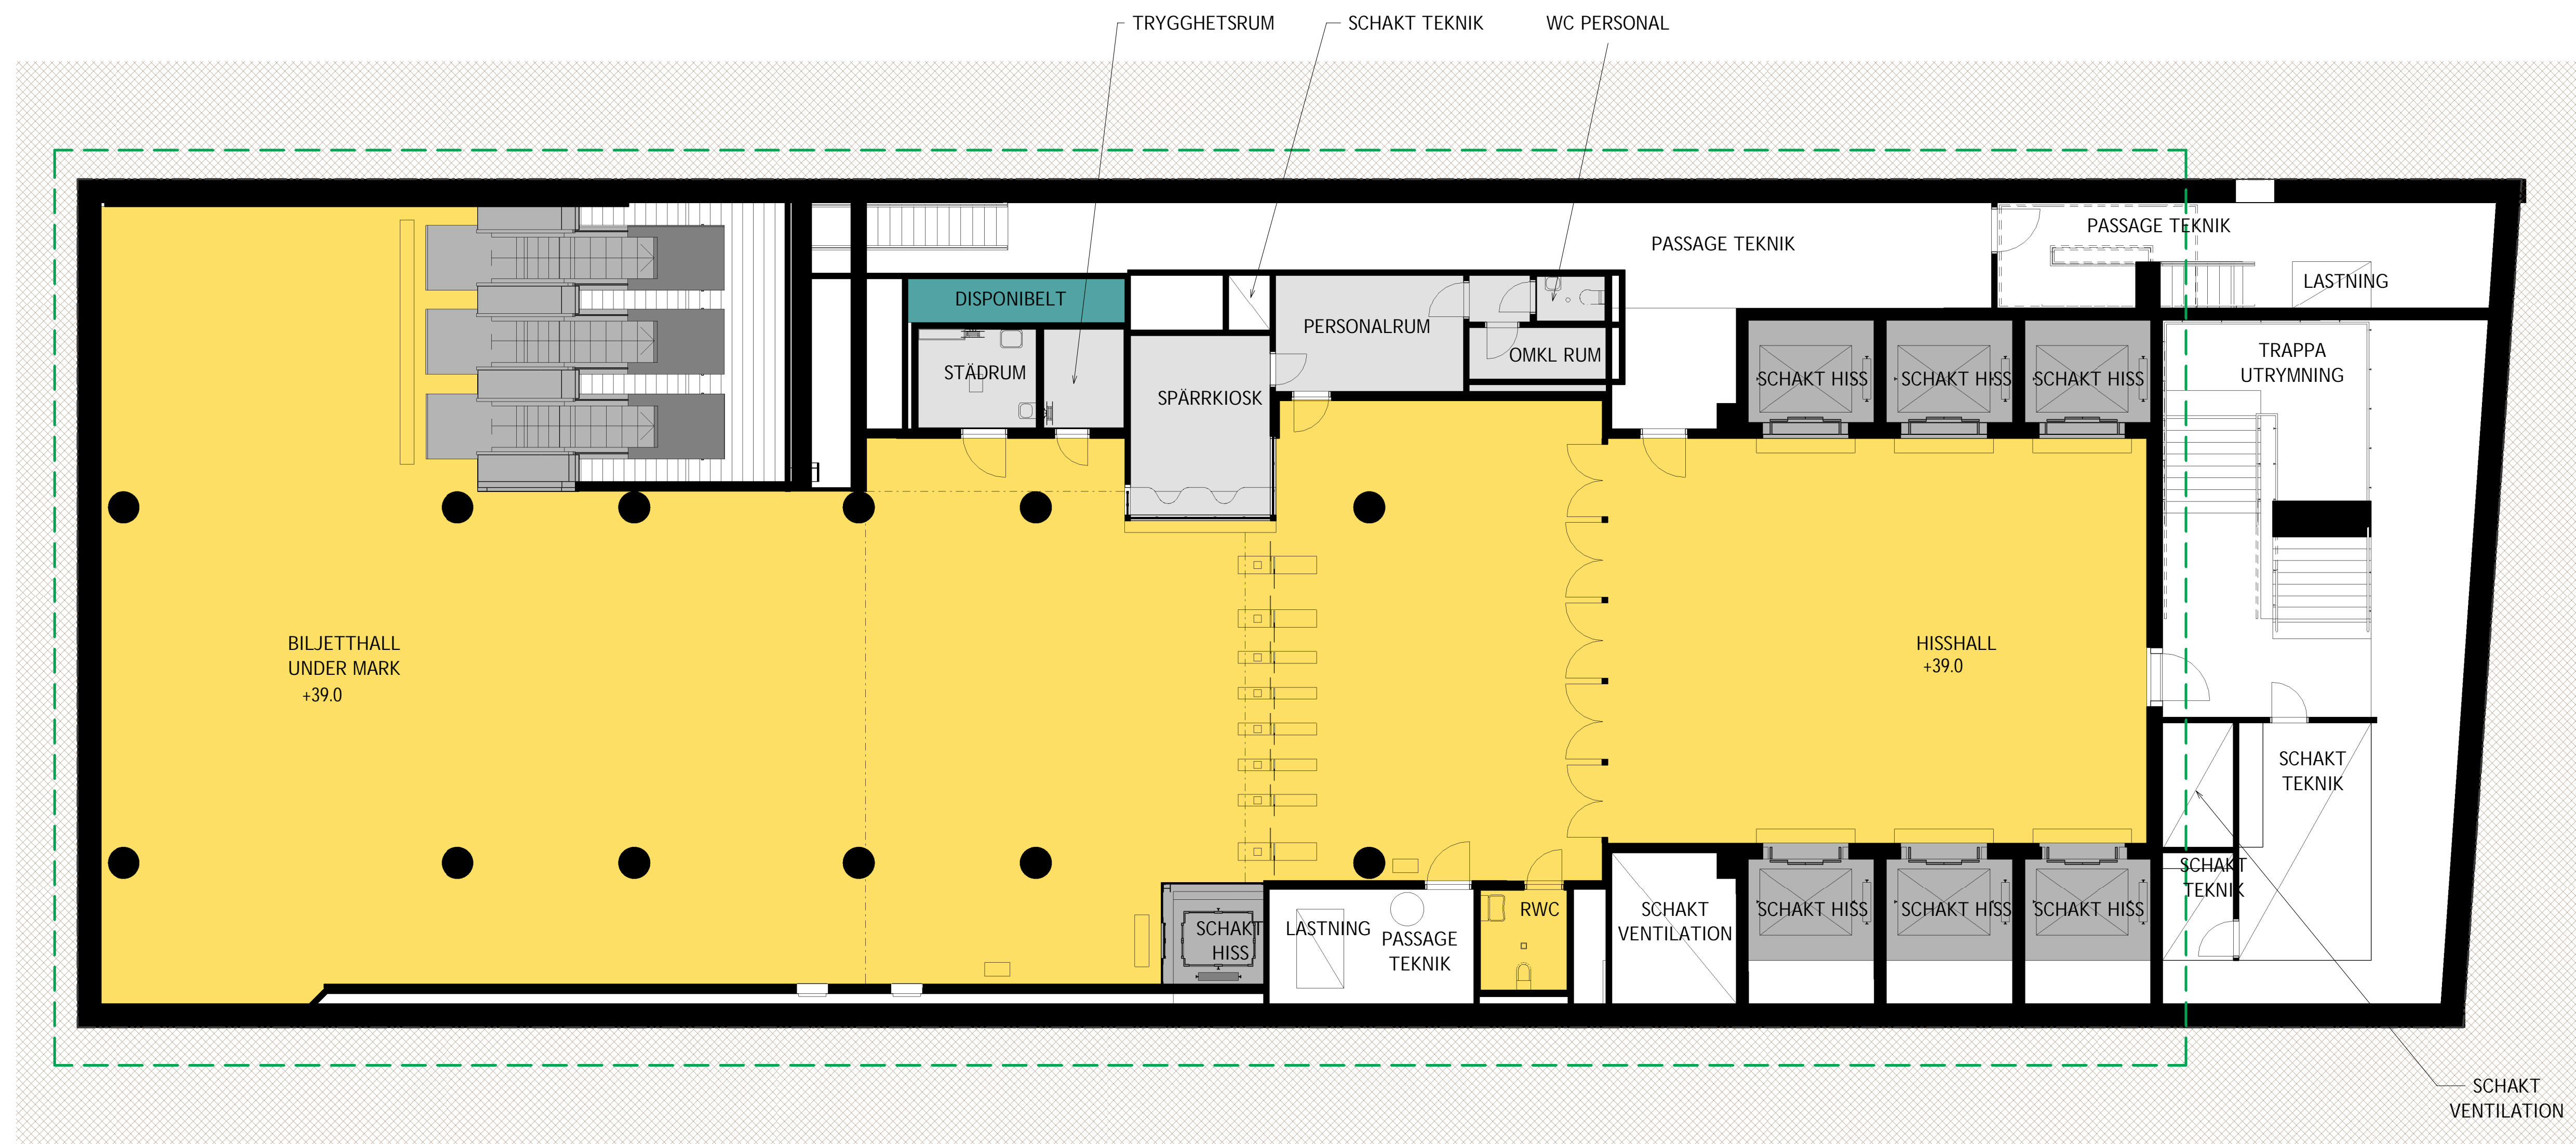 TRYGGHETSRUM
SCHAKT TEKNIK
WC PERSONAL
PASSAGE TEKNIK
PASSAGE TEKNIK
LASTNING
DISPONIBELT
PERSONALRUM
OMKL RUM
STÄDRUM
SPÄRRKIOSK
SCHAKT HISS
SCHAKT HISS
SCHAKT HISS
TRAPPA
UTRYMNING
BILJETTHALL
UNDER MARK
+39.0
HISSHALL
+39.0
SCHAKT
TEKNIK
SCHAKT
TEKNIK
SCHAKT
HISS
LASTNING
PASSAGE
TEKNIK
RWC
SCHAKT
VENTILATION
SCHAKT HISS
SCHAKT HISS
SCHAKT HISS
SCHAKT
VENTILATION